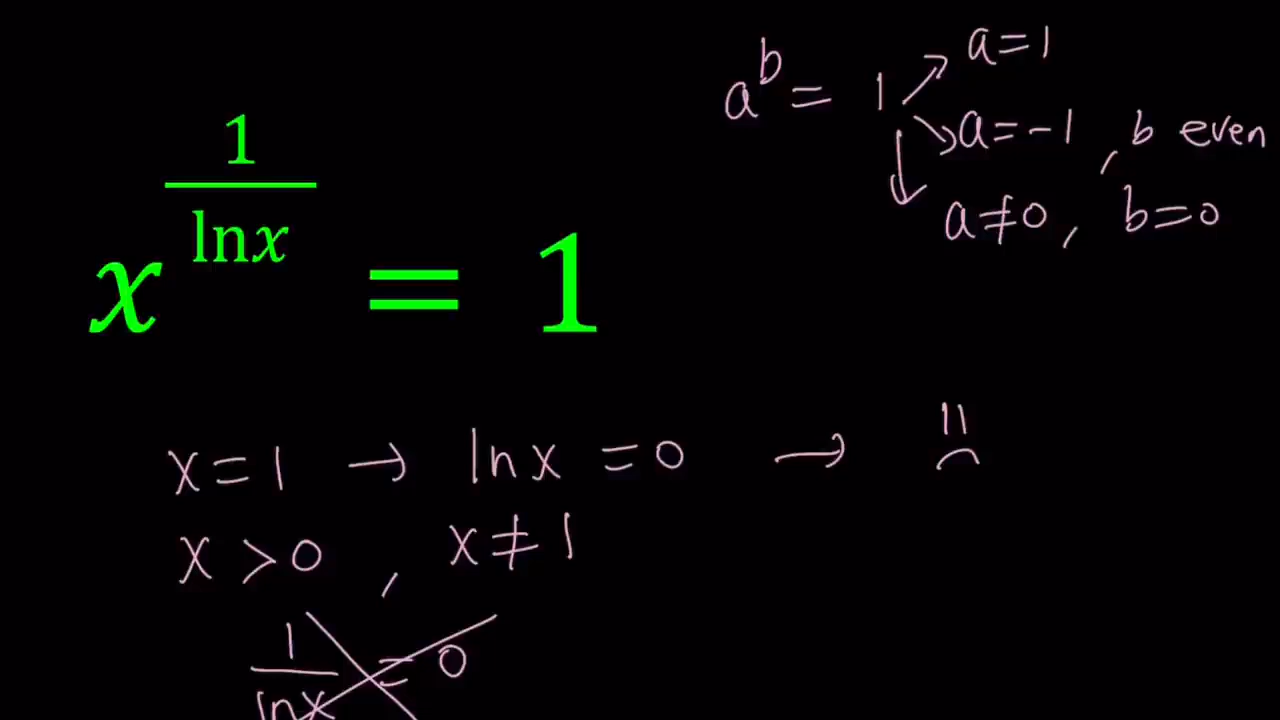 x^(1/lnx) = 1
a^b = 1 ↗ a=1
↘ a=-1, b even
↓ a≠0, b=0
x=1 → lnx =0 → :(
x>0, x≠1
1/lnx = 0